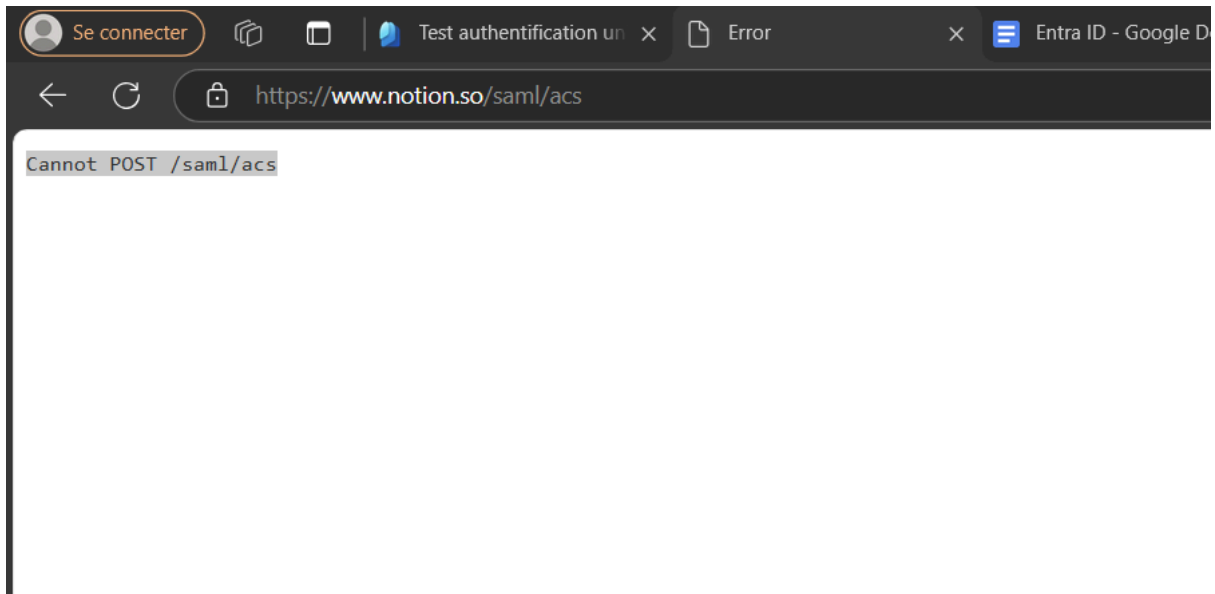 Se connecter
Test authentification un
Error
Entra ID - Google D
https://www.notion.so/saml/acs
Cannot POST /saml/acs